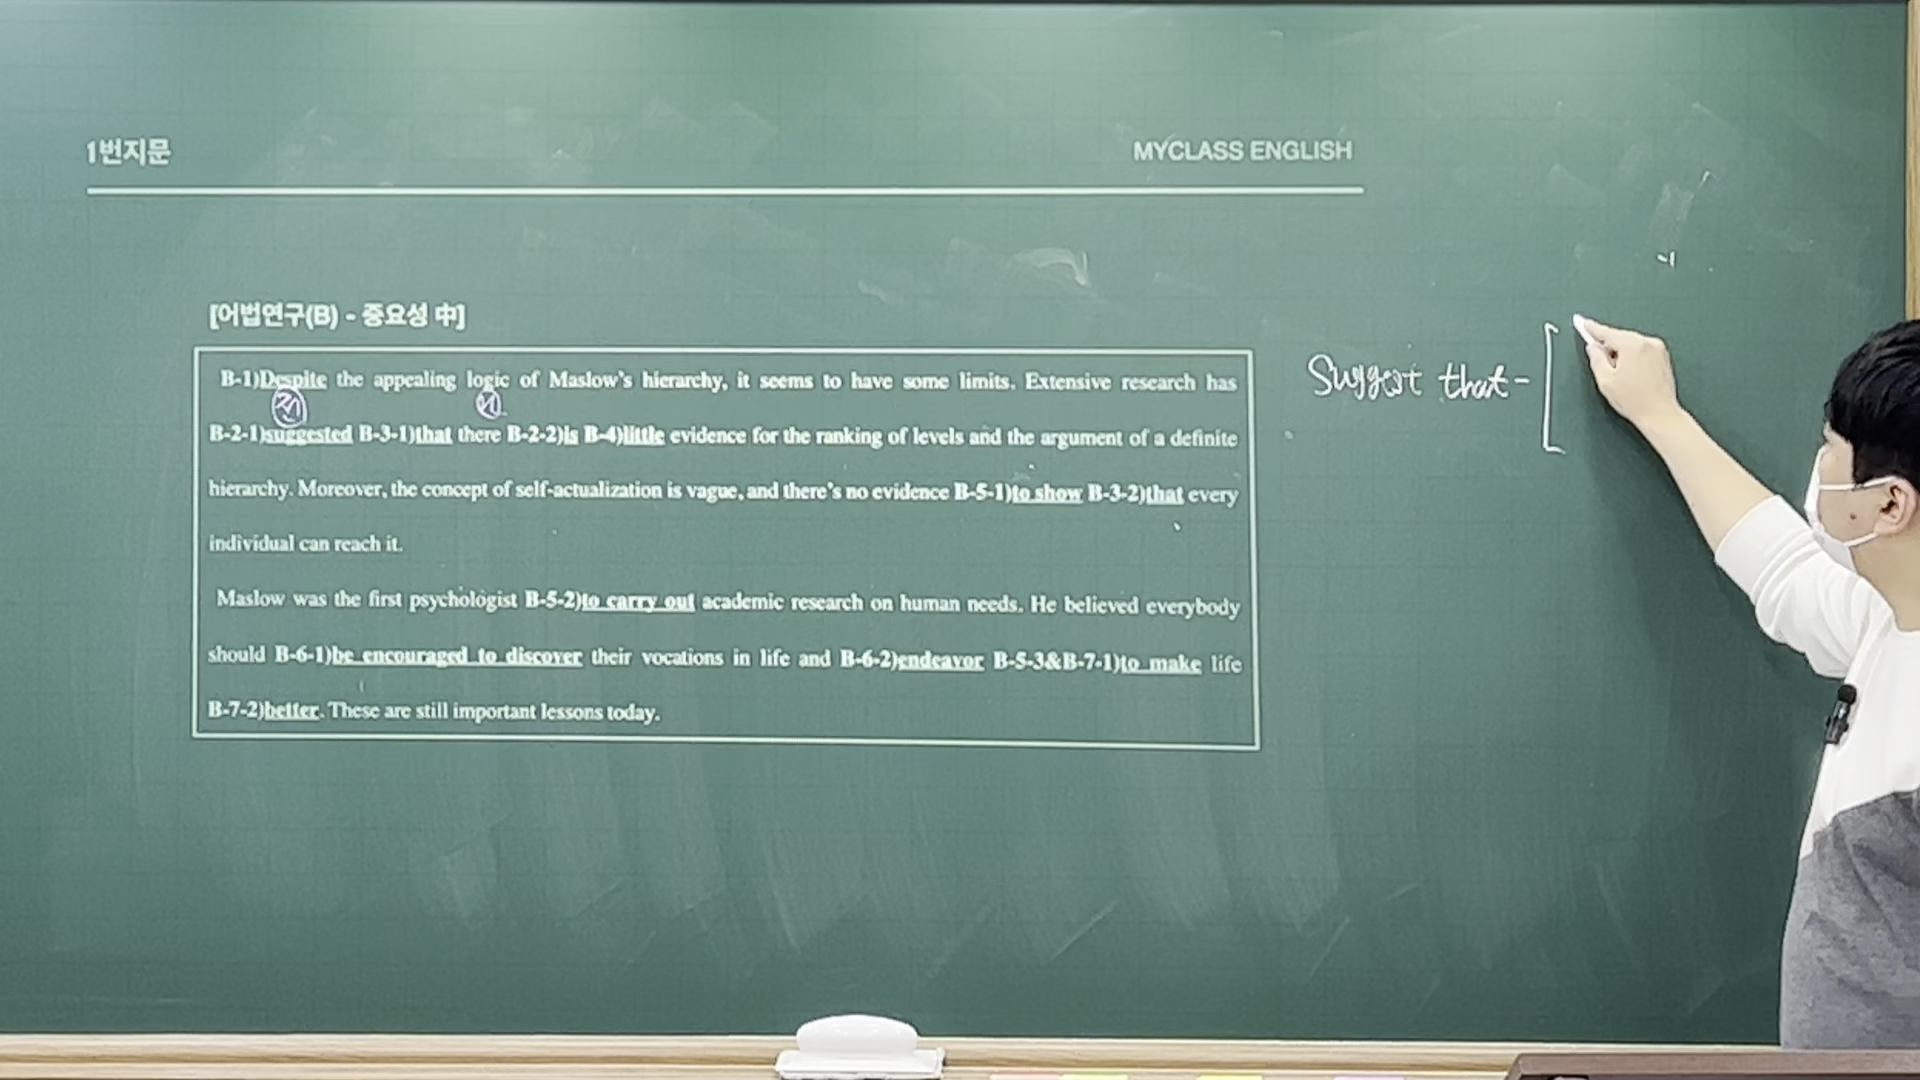 1번지문
MYCLASS ENGLISH
[어법연구(B) - 중요성 中]
B-1)Despite the appealing logic of Maslow's hierarchy, it seems to have some limits. Extensive research has
B-2-1)suggested B-3-1)that there B-2-2)is B-4)little evidence for the ranking of levels and the argument of a definite
hierarchy. Moreover, the concept of self-actualization is vague, and there's no evidence B-5-1)to show B-3-2)that every
individual can reach it.
Maslow was the first psychologist B-5-2)to carry out academic research on human needs. He believed everybody
should B-6-1)be encouraged to discover their vocations in life and B-6-2)endeavor B-5-3&B-7-1)to make life
B-7-2)better. These are still important lessons today.
Suggest that -